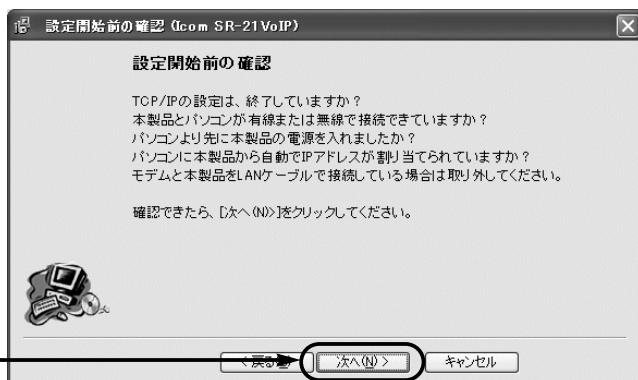 設定開始前の確認 (Icom SR-21VoIP)
設定開始前の確認
TCP/IPの設定は、終了していますか？
本製品とパソコンが有線または無線で接続できていますか？
パソコンより先に本製品の電源を入れましたか？
パソコンに本製品から自動でIPアドレスが割り当てられていますか？
モデムと本製品をLANケーブルで接続している場合は取り外してください。
確認できたら、[次へ(N)>]をクリックしてください。
< 戻る(B) 次へ(N) > キャンセル